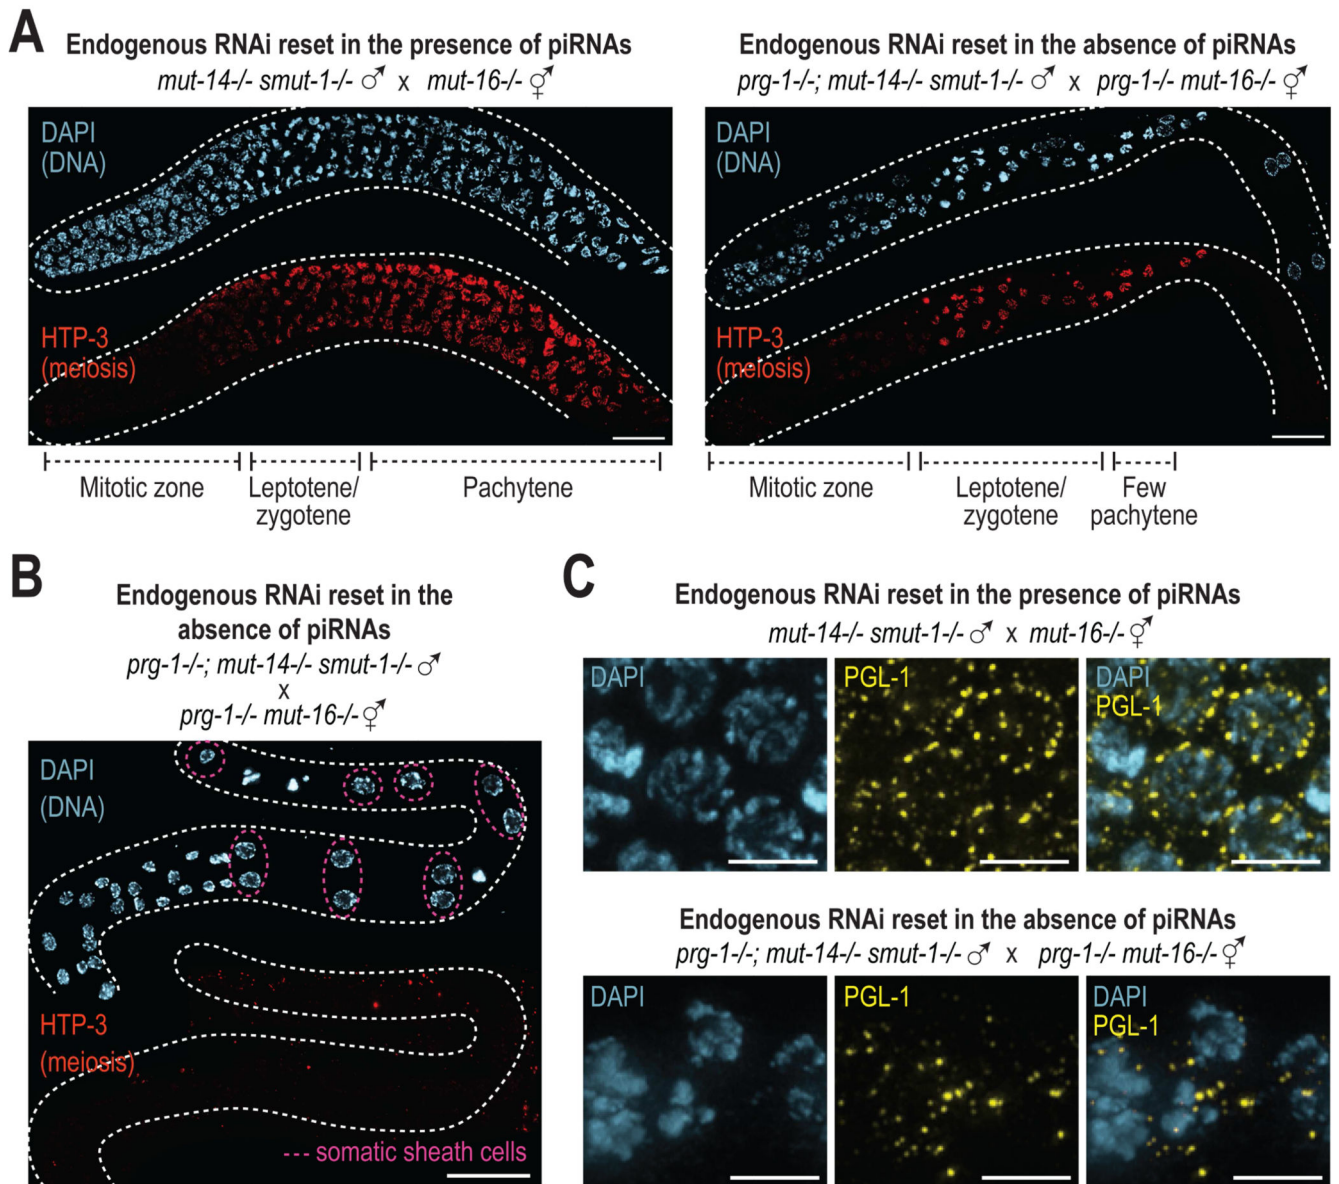 A
Endogenous RNAi reset in the presence of piRNAs
mut-14-/- smut-1-/- ♂ x mut-16-/- ⚥
DAPI
(DNA)
HTP-3
(meiosis)
Mitotic zone
Leptotene/
zygotene
Pachytene
Endogenous RNAi reset in the absence of piRNAs
prg-1-/-; mut-14-/- smut-1-/- ♂ x prg-1-/- mut-16-/- ⚥
Mitotic zone
Leptotene/
zygotene
Few
pachytene
DAPI
(DNA)
HTP-3
(meiosis)
B
Endogenous RNAi reset in the
absence of piRNAs
prg-1-/-; mut-14-/- smut-1-/- ♂
x
prg-1-/- mut-16-/- ⚥
DAPI
(DNA)
HTP-3
(meiosis)
--- somatic sheath cells
C
Endogenous RNAi reset in the presence of piRNAs
mut-14-/- smut-1-/- ♂ x mut-16-/- ⚥
DAPI
PGL-1
DAPI
PGL-1
Endogenous RNAi reset in the absence of piRNAs
prg-1-/-; mut-14-/- smut-1-/- ♂ x prg-1-/- mut-16-/- ⚥
DAPI
PGL-1
DAPI
PGL-1